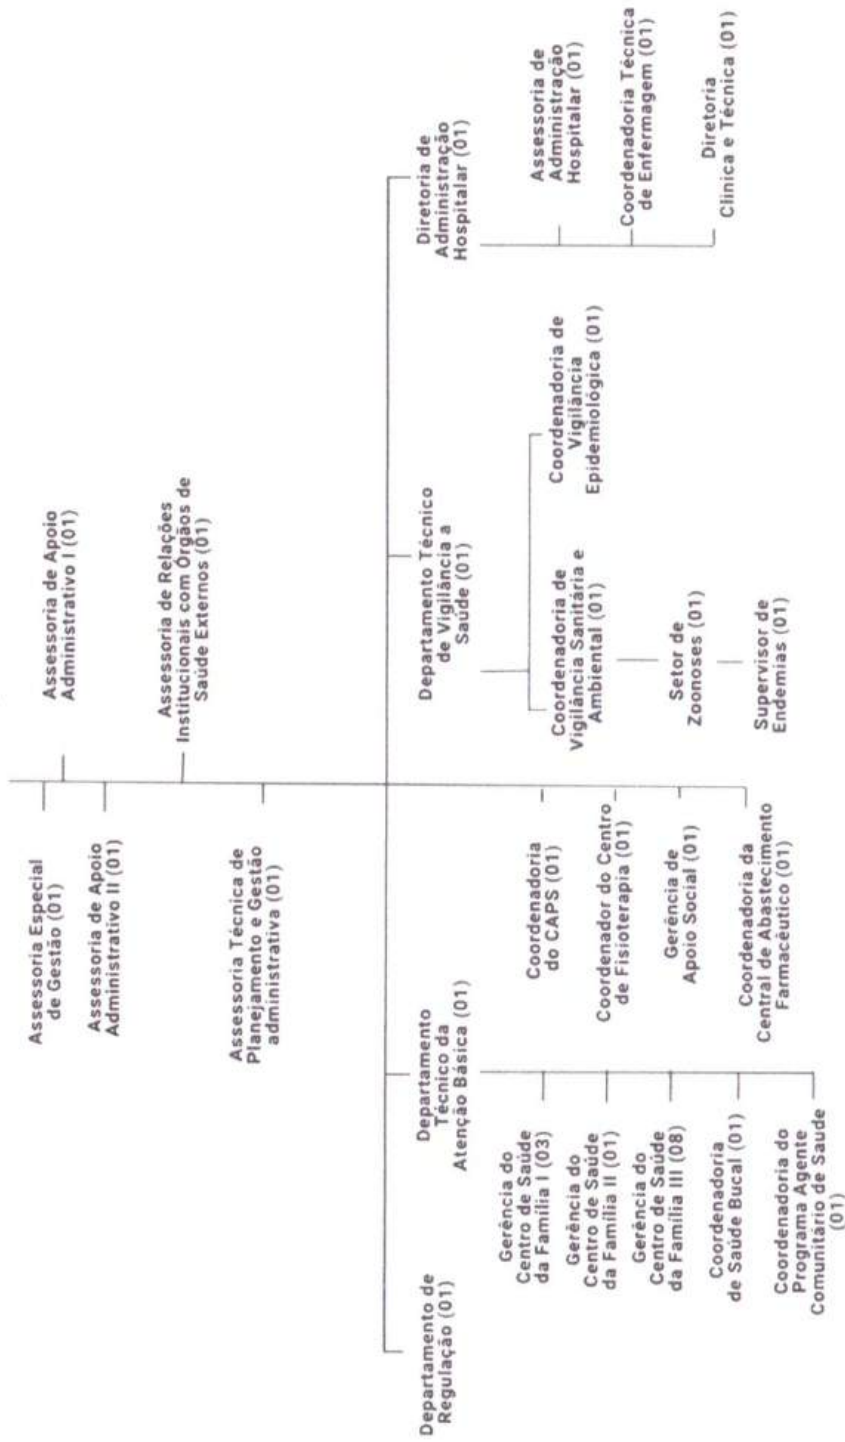 Assessoria Especial
de Gestão (01)
Assessoria de Apoio
Administrativo I (01)
Assessoria de Apoio
Administrativo II (01)
Assessoria de Relações
Institucionais com Órgãos de
Saúde Externos (01)
Assessoria Técnica de
Planejamento e Gestão
administrativa (01)
Departamento de
Regulação (01)
Departamento
Técnico da
Atenção Básica (01)
Gerência do
Centro de Saúde
da Família I (03)
Gerência do
Centro de Saúde
da Família II (01)
Gerência do
Centro de Saúde
da Família III (08)
Coordenadoria
de Saúde Bucal (01)
Coordenadoria do
Programa Agente
Comunitário de Saude
(01)
Coordenadoria
do CAPS (01)
Coordenador do Centro
de Fisioterapia (01)
Gerência de
Apoio Social (01)
Coordenadoria da
Central de Abastecimento
Farmacêutico (01)
Departamento Técnico
de Vigilância a
Saúde (01)
Coordenadoria de
Vigilância Sanitária e
Ambiental (01)
Setor de
Zoonoses (01)
Supervisor de
Endemias (01)
Coordenadoria de
Vigilância
Epidemiológica (01)
Diretoria de
Administração
Hospitalar (01)
Assessoria de
Administração
Hospitalar (01)
Coordenadoria Técnica
de Enfermagem (01)
Diretoria
Clinica e Técnica (01)